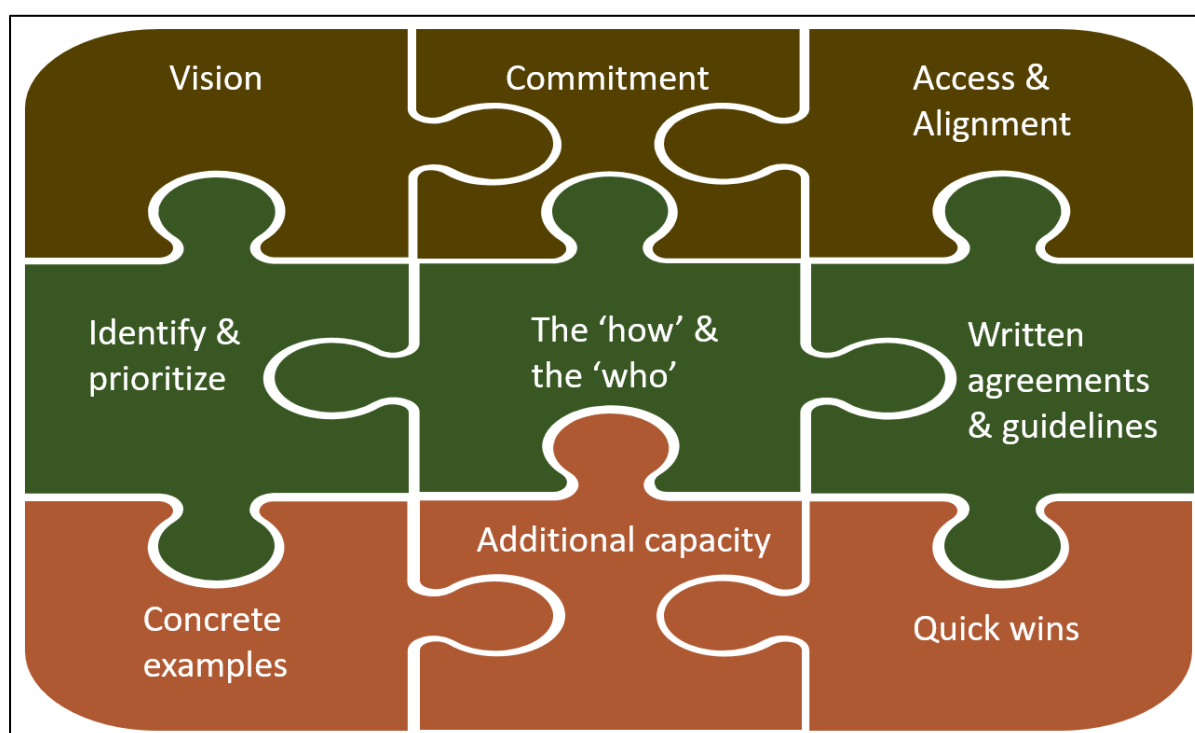 Vision
Commitment
Access &
Alignment
Identify &
prioritize
The ‘how’ &
the ‘who’
Written
agreements
& guidelines
Concrete
examples
Additional capacity
Quick wins